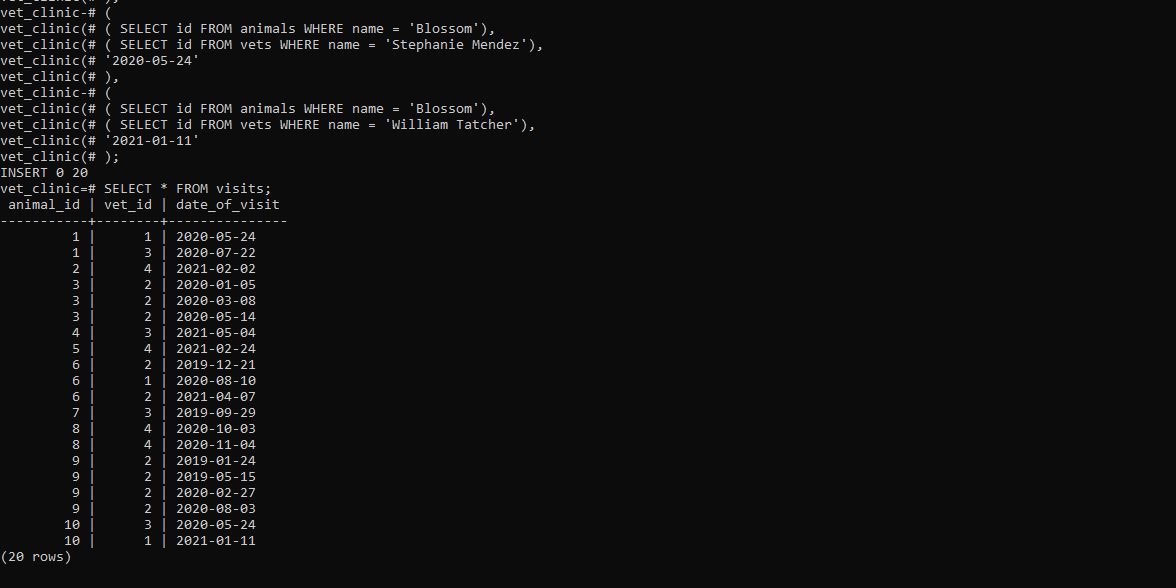 vet_clinic(# ),
vet_clinic-# (
vet_clinic(# ( SELECT id FROM animals WHERE name = 'Blossom'),
vet_clinic(# ( SELECT id FROM vets WHERE name = 'Stephanie Mendez'),
vet_clinic(# '2020-05-24'
vet_clinic(# ),
vet_clinic-# (
vet_clinic(# ( SELECT id FROM animals WHERE name = 'Blossom'),
vet_clinic(# ( SELECT id FROM vets WHERE name = 'William Tatcher'),
vet_clinic(# '2021-01-11'
vet_clinic(# );
INSERT 0 20
vet_clinic=# SELECT * FROM visits;
 animal_id | vet_id | date_of_visit
-----------+--------+---------------
         1 |      1 | 2020-05-24
         1 |      3 | 2020-07-22
         2 |      4 | 2021-02-02
         3 |      2 | 2020-01-05
         3 |      2 | 2020-03-08
         3 |      2 | 2020-05-14
         4 |      3 | 2021-05-04
         5 |      4 | 2021-02-24
         6 |      2 | 2019-12-21
         6 |      1 | 2020-08-10
         6 |      2 | 2021-04-07
         7 |      3 | 2019-09-29
         8 |      4 | 2020-10-03
         8 |      4 | 2020-11-04
         9 |      2 | 2019-01-24
         9 |      2 | 2019-05-15
         9 |      2 | 2020-02-27
         9 |      2 | 2020-08-03
        10 |      3 | 2020-05-24
        10 |      1 | 2021-01-11
(20 rows)